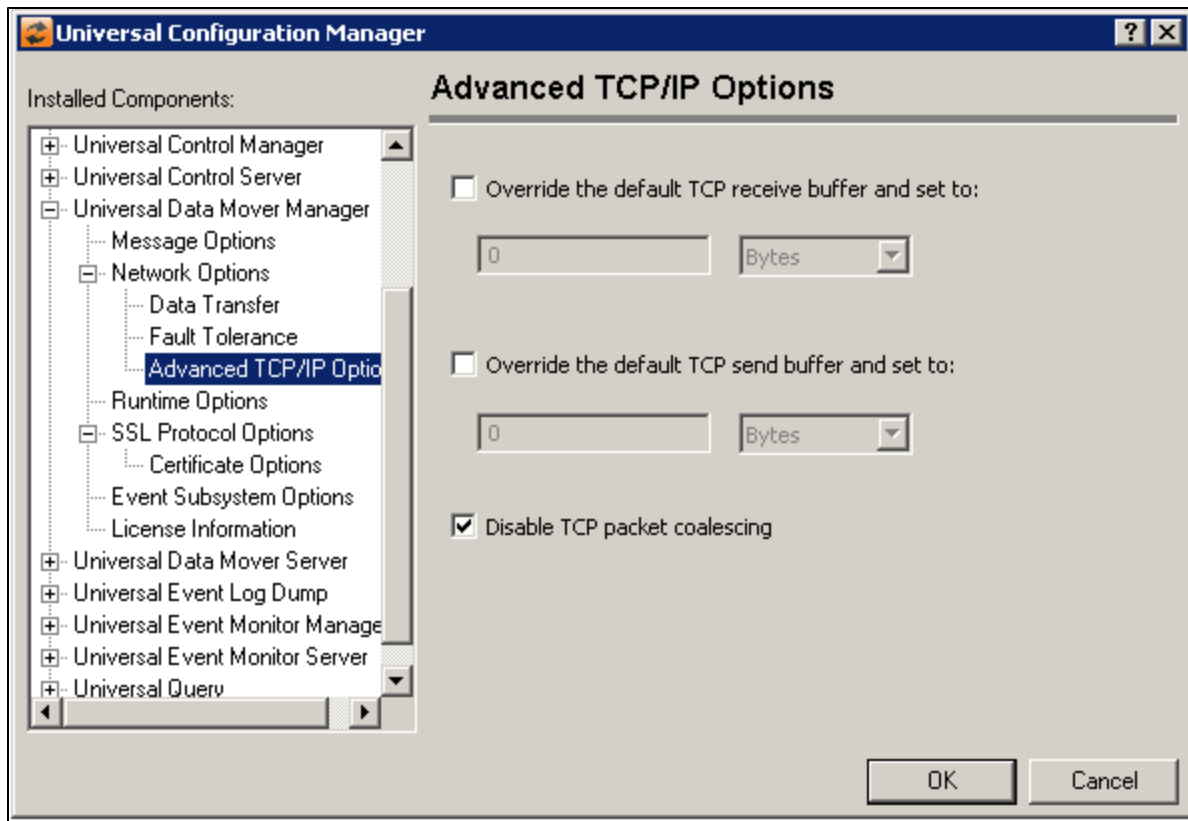 Universal Configuration Manager
Installed Components:
Universal Control Manager
Universal Control Server
Universal Data Mover Manager
Message Options
Network Options
Data Transfer
Fault Tolerance
Advanced TCP/IP Optio
Runtime Options
SSL Protocol Options
Certificate Options
Event Subsystem Options
License Information
Universal Data Mover Server
Universal Event Log Dump
Universal Event Monitor Manage
Universal Event Monitor Server
Universal Query
Advanced TCP/IP Options
Override the default TCP receive buffer and set to:
0 Bytes
Override the default TCP send buffer and set to:
0 Bytes
Disable TCP packet coalescing
OK Cancel